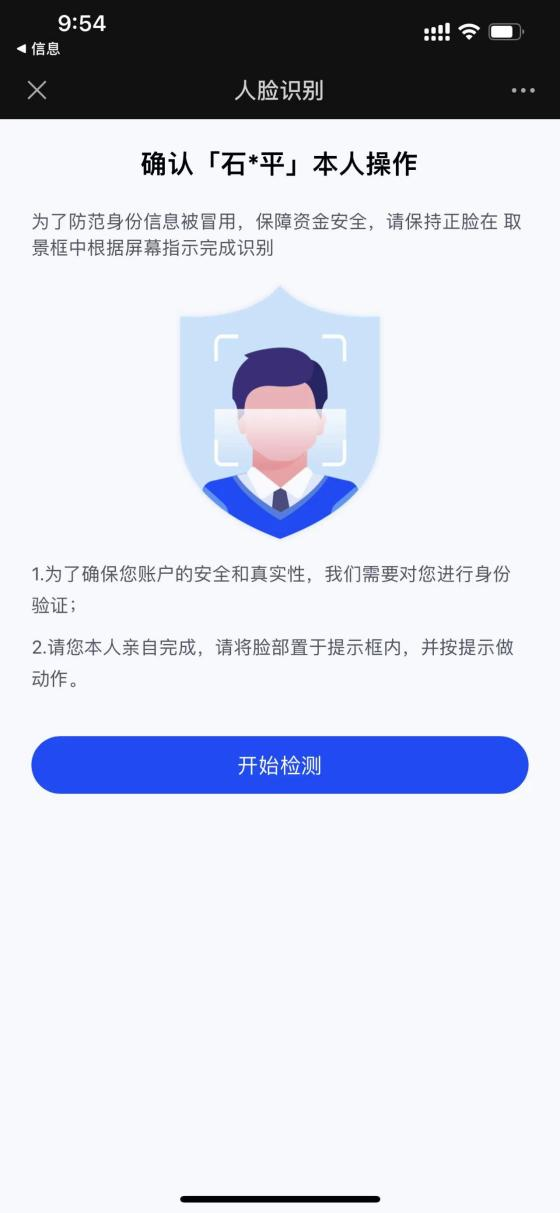 9:54
◀ 信息
人脸识别
确认「石*平」本人操作
为了防范身份信息被冒用，保障资金安全，请保持正脸在 取
景框中根据屏幕指示完成识别
1.为了确保您账户的安全和真实性，我们需要对您进行身份
验证；
2.请您本人亲自完成，请将脸部置于提示框内，并按提示做
动作。
开始检测